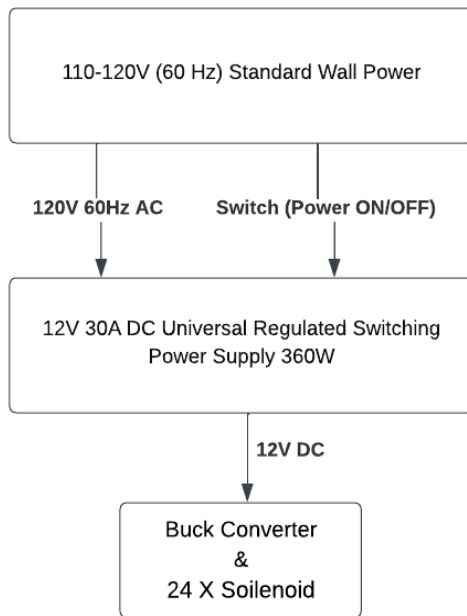 110-120V (60 Hz) Standard Wall Power
120V 60Hz AC
Switch (Power ON/OFF)
12V 30A DC Universal Regulated Switching
Power Supply 360W
12V DC
Buck Converter
&
24 X Soilenoid